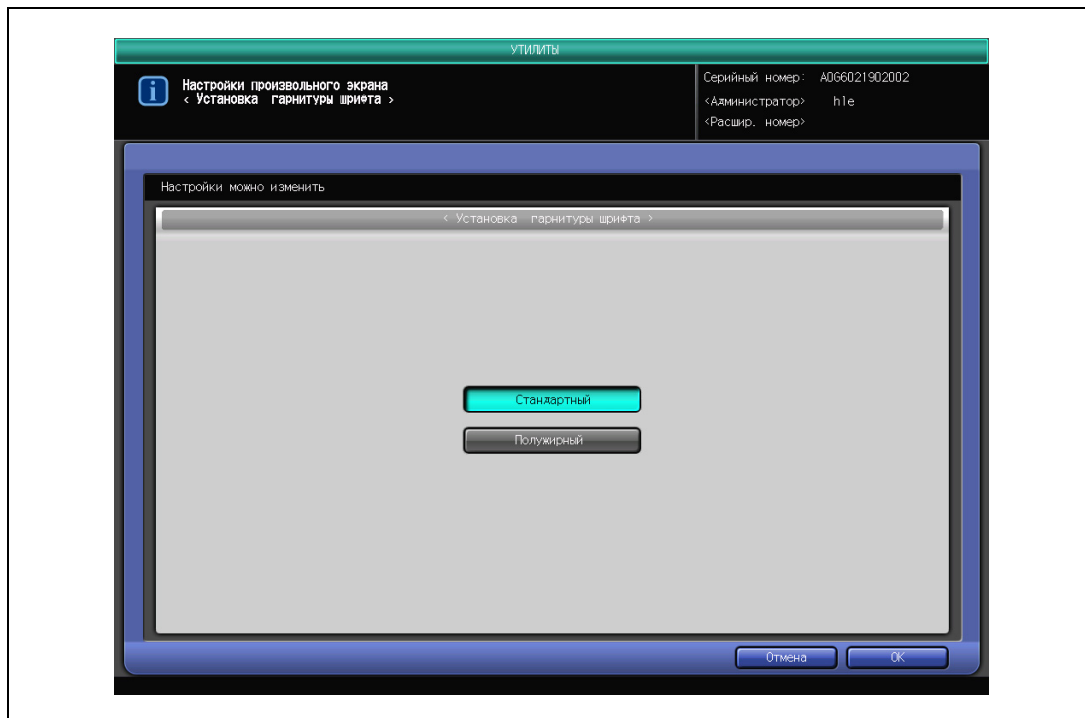 УТИЛИТЫ
Настройки произвольного экрана
< Установка гарнитуры шрифта >
Серийный номер: A0G6021902002
<Администратор> hle
<Расшир. номер>
Настройки можно изменить
< Установка гарнитуры шрифта >
Стандартный
Полужирный
Отмена
OK